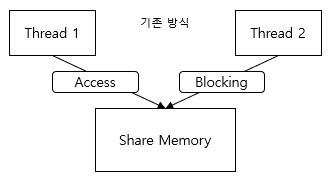 기존 방식
Thread 1
Thread 2
Access
Blocking
Share Memory